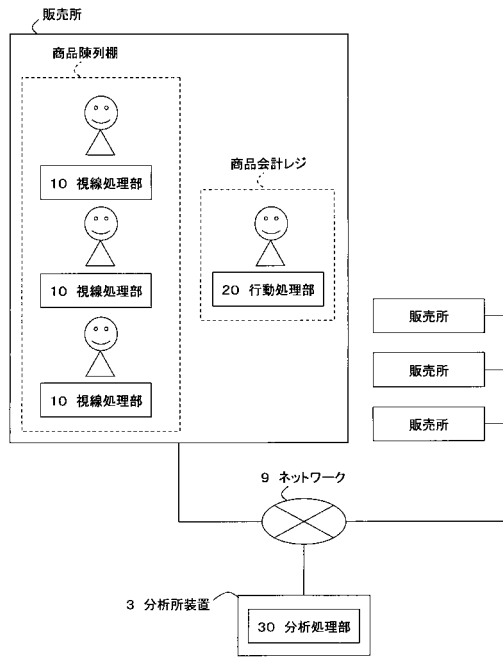 販売所
商品陳列棚
10 視線処理部
10 視線処理部
10 視線処理部
商品会計レジ
20 行動処理部
販売所
販売所
販売所
9 ネットワーク
3 分析所装置
30 分析処理部